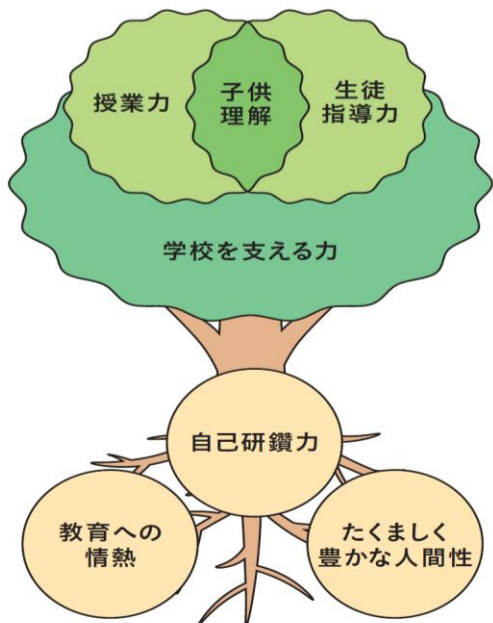 授業力
子供
理解
生徒
指導力
学校を支える力
自己研鑽力
教育への
情熱
たくましく
豊かな人間性